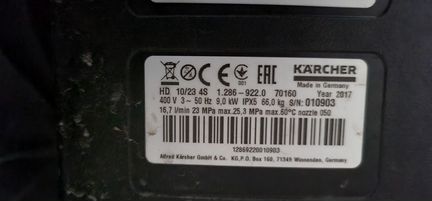 KÄRCHER
Made in Germany
HD 10/23 4S 1.286-922.0 70160 Year 2017
400 V 3~ 50 Hz 9,0 kW IPX5 66,0 kg S/N: 010903
16,7 l/min 23 MPa max.25,3 MPa max.60°C nozzle 050
12869220010903
Alfred Kärcher GmbH & Co. KG,P.O. Box 160, 71349 Winnenden, Germany